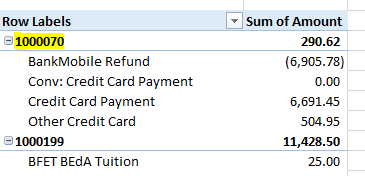 Row Labels Sum of Amount
1000070 290.62
BankMobile Refund (6,905.78)
Conv: Credit Card Payment 0.00
Credit Card Payment 6,691.45
Other Credit Card 504.95
1000199 11,428.50
BFET BEdA Tuition 25.00